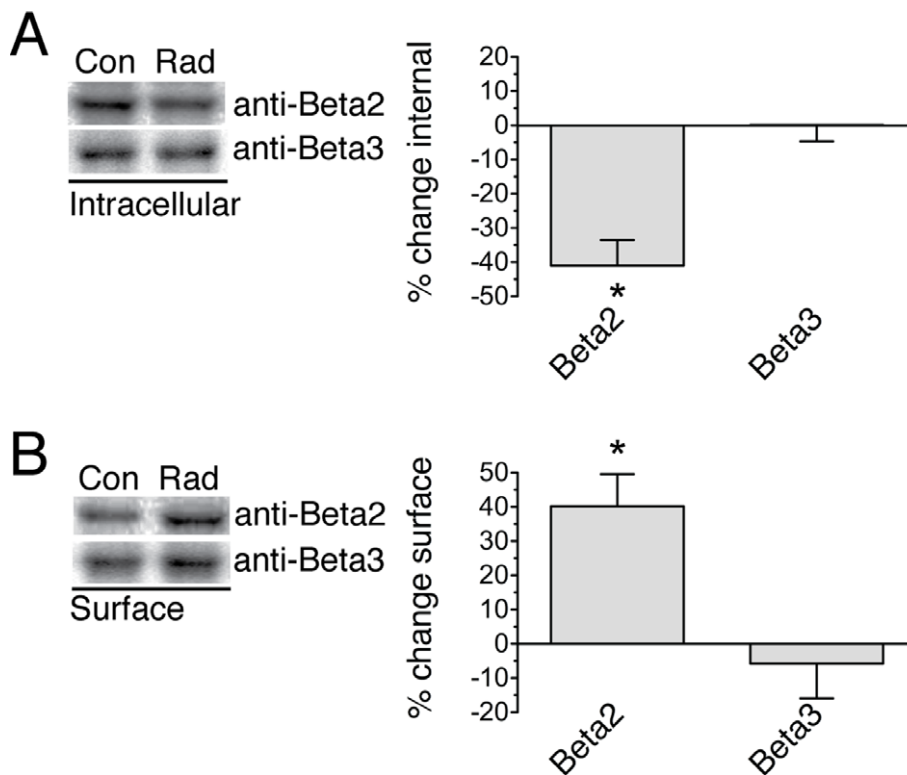 A
Con Rad
anti-Beta2
anti-Beta3
Intracellular
% change internal
20
10
0
-10
-20
-30
-40
-50
*
Beta2
Beta3
B
Con Rad
anti-Beta2
anti-Beta3
Surface
% change surface
50
40
30
20
10
0
-10
-20
*
Beta2
Beta3